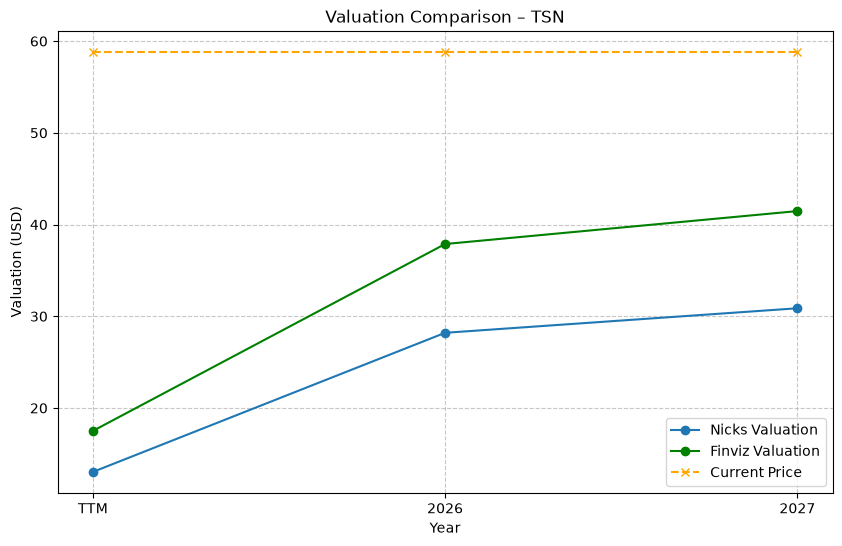 Valuation Comparison – TSN
60
50
40
30
20
Valuation (USD)
TTM
2026
2027
Year
Nicks Valuation
Finviz Valuation
Current Price